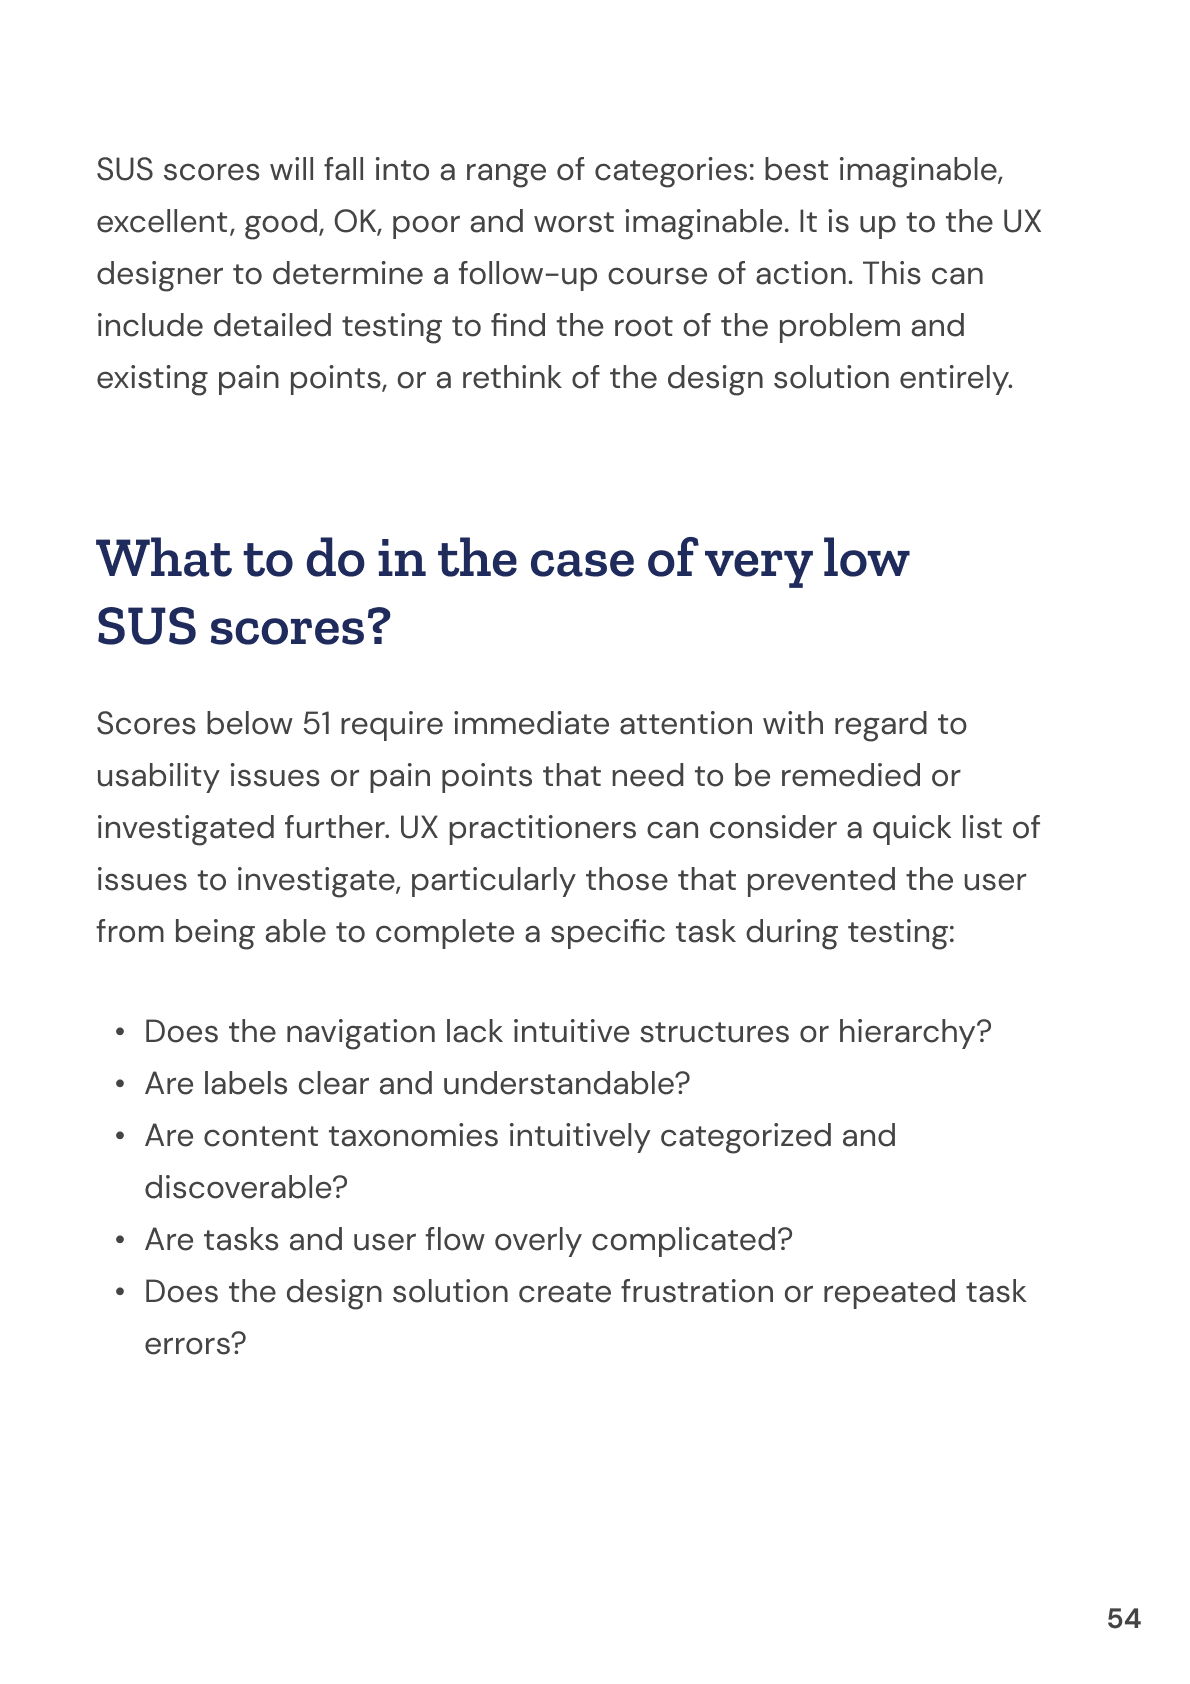 SUS scores will fall into a range of categories: best imaginable,
excellent, good, OK, poor and worst imaginable. It is up to the UX
designer to determine a follow-up course of action. This can
include detailed testing to find the root of the problem and
existing pain points, or a rethink of the design solution entirely.
What to do in the case of very low
SUS scores?
Scores below 51 require immediate attention with regard to
usability issues or pain points that need to be remedied or
investigated further. UX practitioners can consider a quick list of
issues to investigate, particularly those that prevented the user
from being able to complete a specific task during testing:
• Does the navigation lack intuitive structures or hierarchy?
• Are labels clear and understandable?
• Are content taxonomies intuitively categorized and
discoverable?
• Are tasks and user flow overly complicated?
• Does the design solution create frustration or repeated task
errors?
54